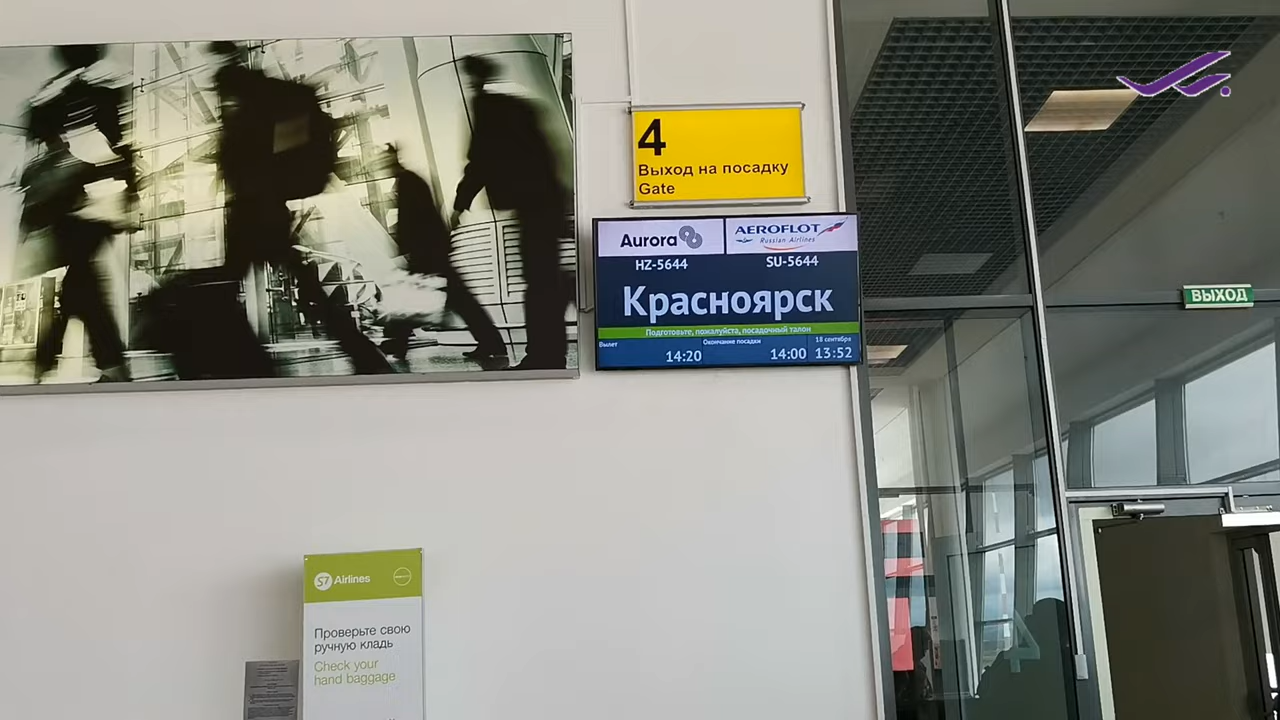 4
Выход на посадку
Gate
Aurora
AEROFLOT
Russian Airlines
HZ-5644
SU-5644
Красноярск
Подготовьте, пожалуйста, посадочный талон
Вылет
Окончание посадки
18 сентября
14:20
14:00
13:52
ВЫХОД
4
S7 Airlines
Проверьте свою
ручную кладь
Check your
hand baggage